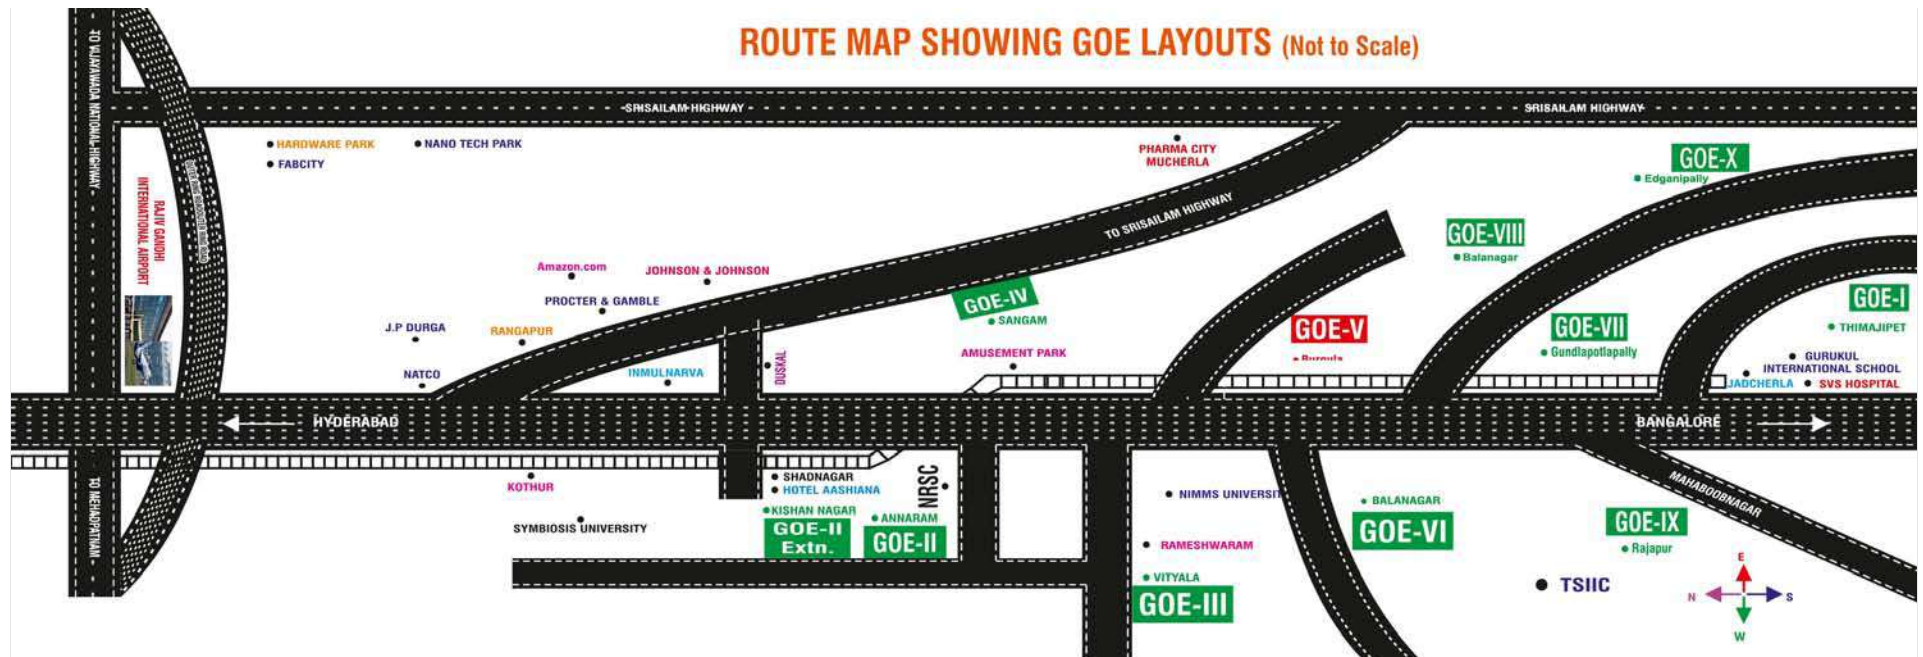 ROUTE MAP SHOWING GOE LAYOUTS (Not to Scale)
TO VIJAYAWADA NATIONAL HIGHWAY
SRISAILAM HIGHWAY
SRISAILAM HIGHWAY
HARDWARE PARK
NANO TECH PARK
FABCITY
PHARMA CITY
MUCHERLA
GOE-X
Edganipally
RAJIV GANDHI
INTERNATIONAL AIRPORT
TO SRISAILAM HIGHWAY
GOE-VIII
Balanagar
Amazon.com
JOHNSON & JOHNSON
PROCTER & GAMBLE
GOE-IV
SANGAM
GOE-I
THIMAJIPET
J.P DURGA
RANGAPUR
GOE-V
GOE-VII
Gundlapotlapally
AMUSEMENT PARK
GURUKUL
INTERNATIONAL SCHOOL
NATCO
INMULNARVA
DUSKAL
JADCHERLA
SVS HOSPITAL
HYDERABAD
BANGALORE
TO MEHADPATNAM
KOTHUR
SHADNAGAR
HOTEL AASHIANA
NRSC
NIMMS UNIVERSIT
BALANAGAR
MAHABOOBNAGAR
SYMBIOSIS UNIVERSITY
KISHAN NAGAR
GOE-II
Extn.
ANNARAM
GOE-II
GOE-VI
GOE-IX
Rajapur
RAMESHWARAM
VITYALA
GOE-III
TSIIC
E
N
S
W